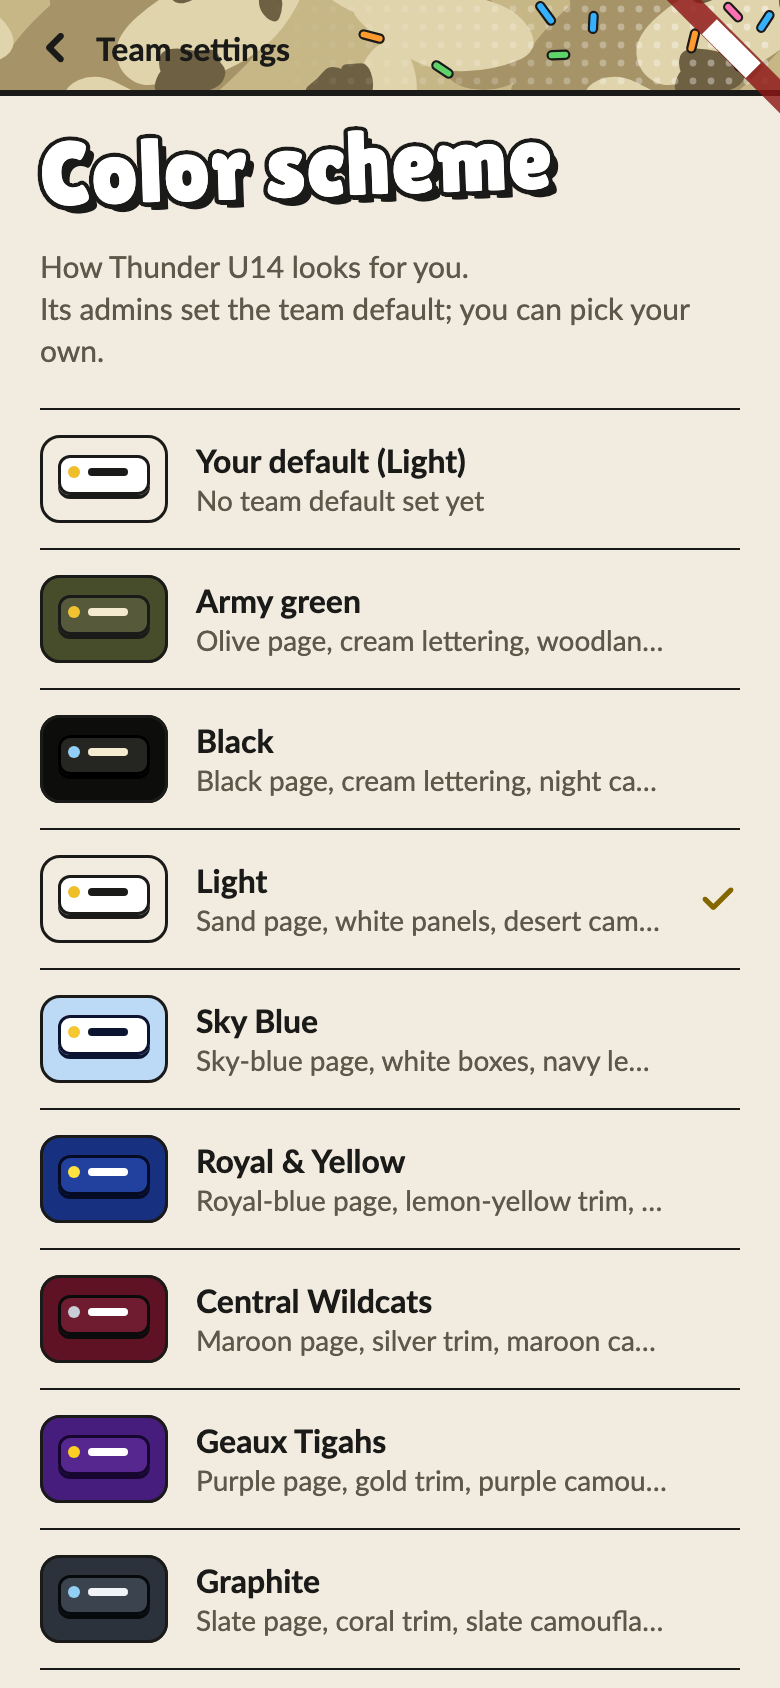 Team settings
Color scheme
How Thunder U14 looks for you.
Its admins set the team default; you can pick your
own.
Your default (Light)
No team default set yet
Army green
Olive page, cream lettering, woodlan...
Black
Black page, cream lettering, night ca...
Light
Sand page, white panels, desert cam...
Sky Blue
Sky-blue page, white boxes, navy le...
Royal & Yellow
Royal-blue page, lemon-yellow trim, ...
Central Wildcats
Maroon page, silver trim, maroon ca...
Geaux Tigahs
Purple page, gold trim, purple camou...
Graphite
Slate page, coral trim, slate camoufla...